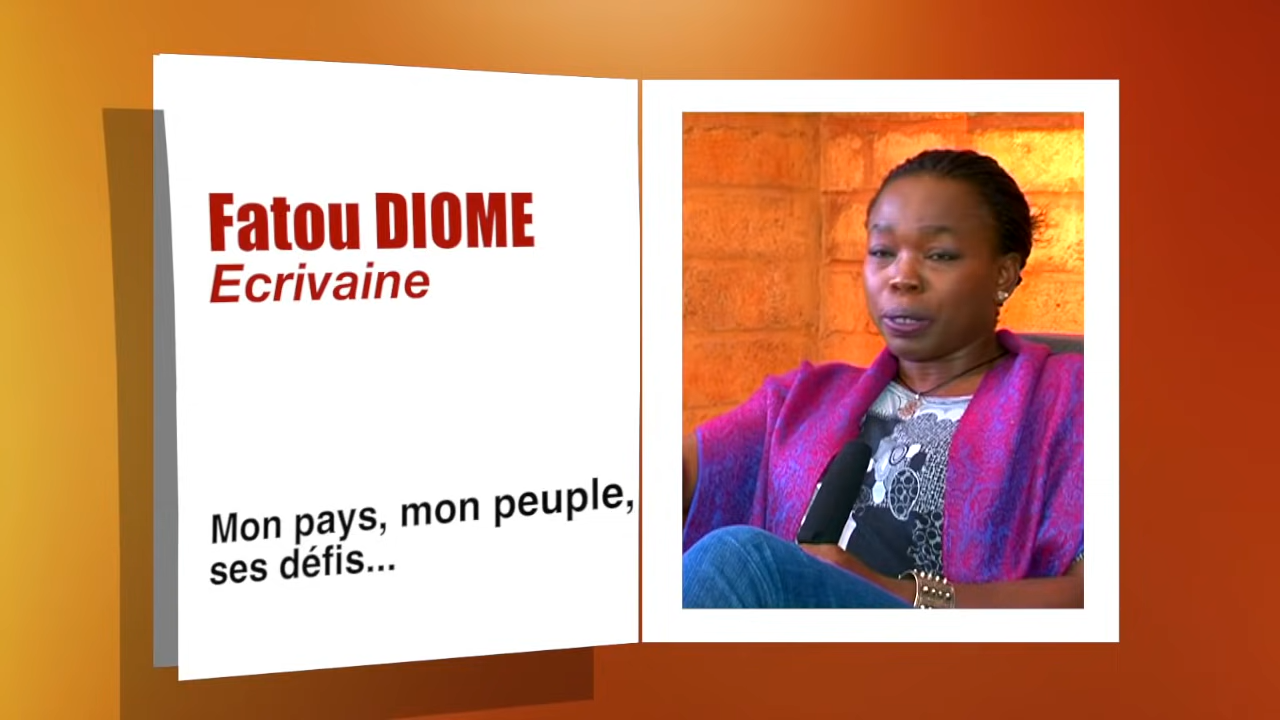 Fatou DIOME
Ecrivaine
Mon pays, mon peuple,
ses défis...